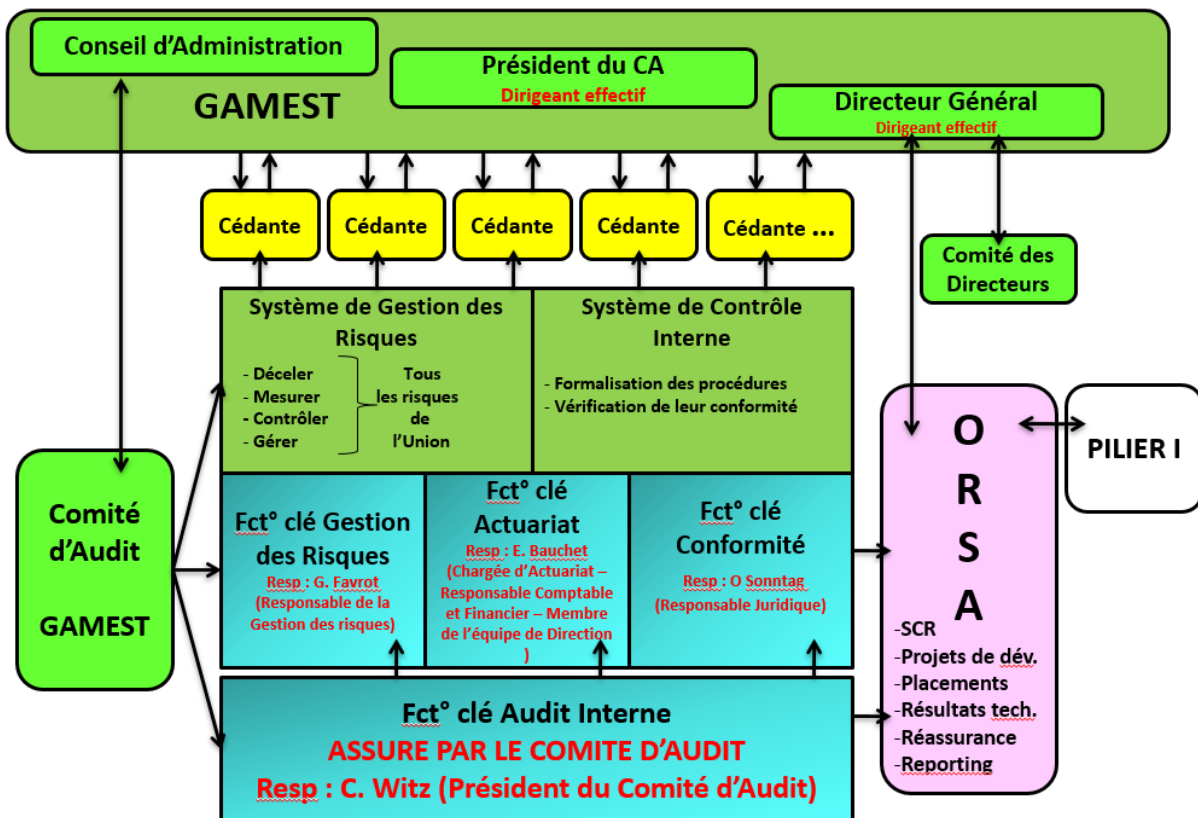 Conseil d’Administration
GAMEST
Président du CA
Dirigeant effectif
Directeur Général
Dirigeant effectif
Cédante
Cédante
Cédante
Cédante
Cédante ...
Comité des
Directeurs
Système de Gestion des
Risques
- Déceler
- Mesurer
- Contrôler
- Gérer
Tous
les risques
de
l’Union
Système de Contrôle
Interne
- Formalisation des procédures
- Vérification de leur conformité
Comité
d’Audit
GAMEST
Fct° clé Gestion
des Risques
Resp : G. Favrot
(Responsable de la
Gestion des risques)
Fct° clé
Actuariat
Resp : E. Bauchet
(Chargée d’Actuariat –
Responsable Comptable
et Financier – Membre
de l’équipe de Direction
)
Fct° clé
Conformité
Resp : O Sonntag
(Responsable Juridique)
Fct° clé Audit Interne
ASSURE PAR LE COMITE D’AUDIT
Resp : C. Witz (Président du Comité d’Audit)
O
R
S
A
-SCR
-Projets de dév.
-Placements
-Résultats tech.
-Réassurance
-Reporting
PILIER I